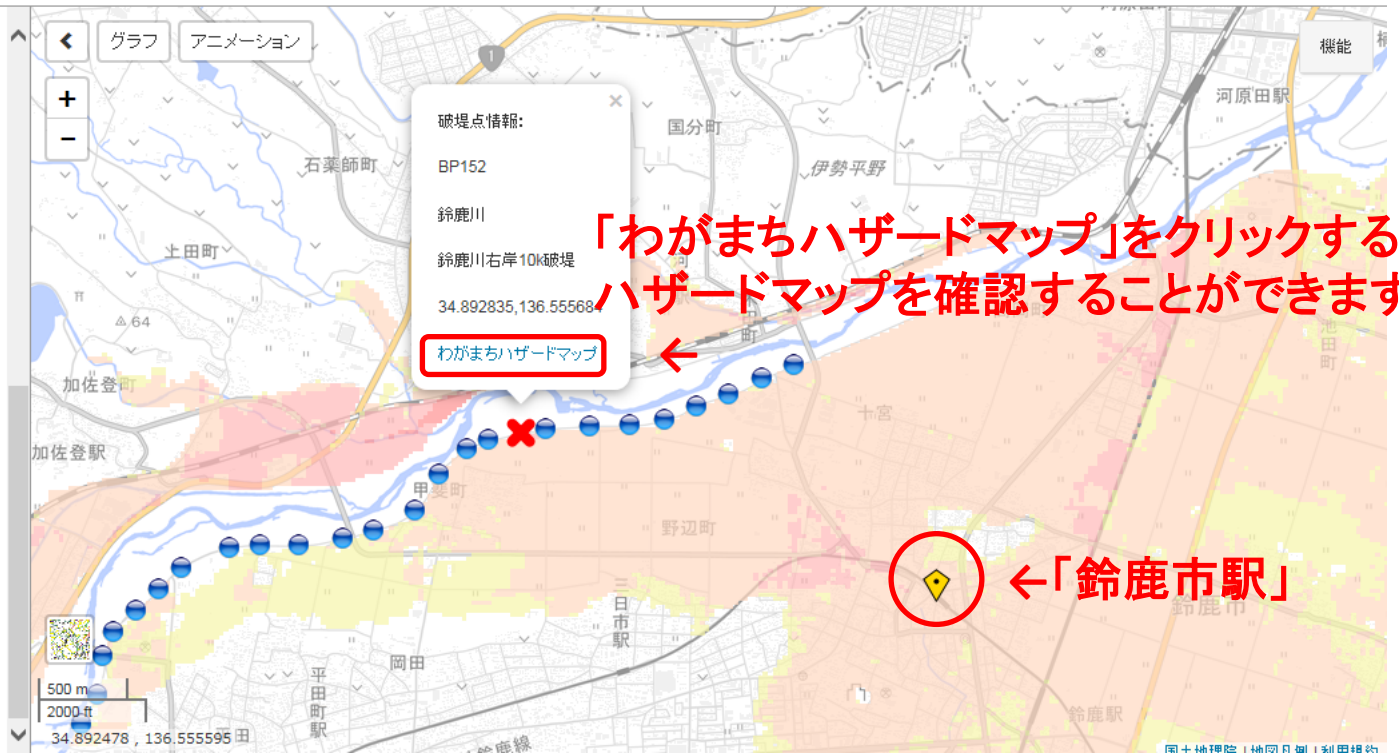 グラフ
アニメーション
機能
+
−
1
河原田駅
破堤点情報:
×
BP152
鈴鹿川
鈴鹿川右岸10k破堤
34.892835,136.555684
わがまちハザードマップ
国分町
石薬師町
伊勢平野
「わがまちハザードマップ」をクリックする
ハザードマップを確認することができます
←
上田町
64
池田町
加佐登町
加佐登駅
十宮
甲斐町
野辺町
←「鈴鹿市駅」
鈴鹿市
三日市駅
岡田
平田町駅
500 m
2000 ft
34.892478 , 136.555595
鈴鹿線
鈴鹿駅
国土地理院 | 地図凡例 | 利用規約